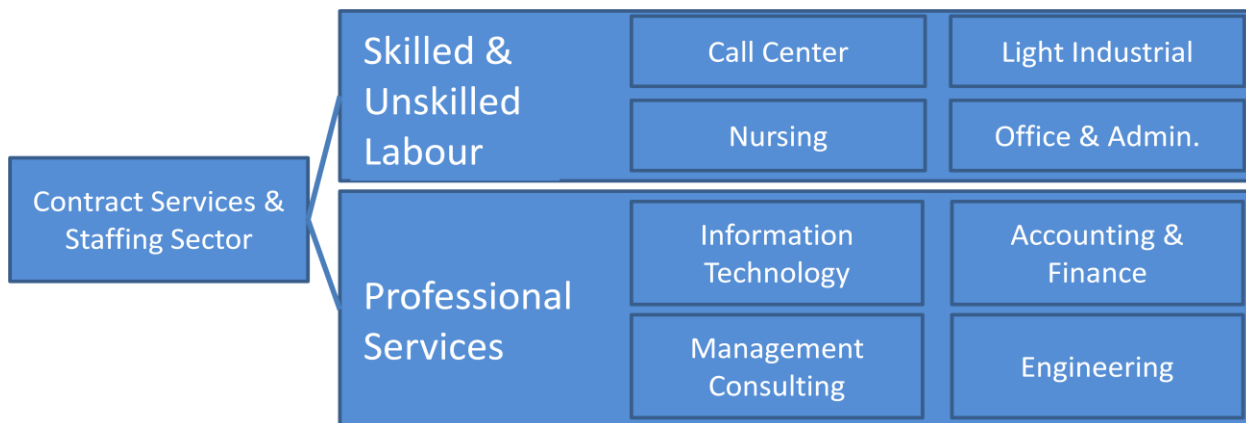 Contract Services &
Staffing Sector
Skilled &
Unskilled
Labour
Call Center
Light Industrial
Nursing
Office & Admin.
Professional
Services
Information
Technology
Accounting &
Finance
Management
Consulting
Engineering